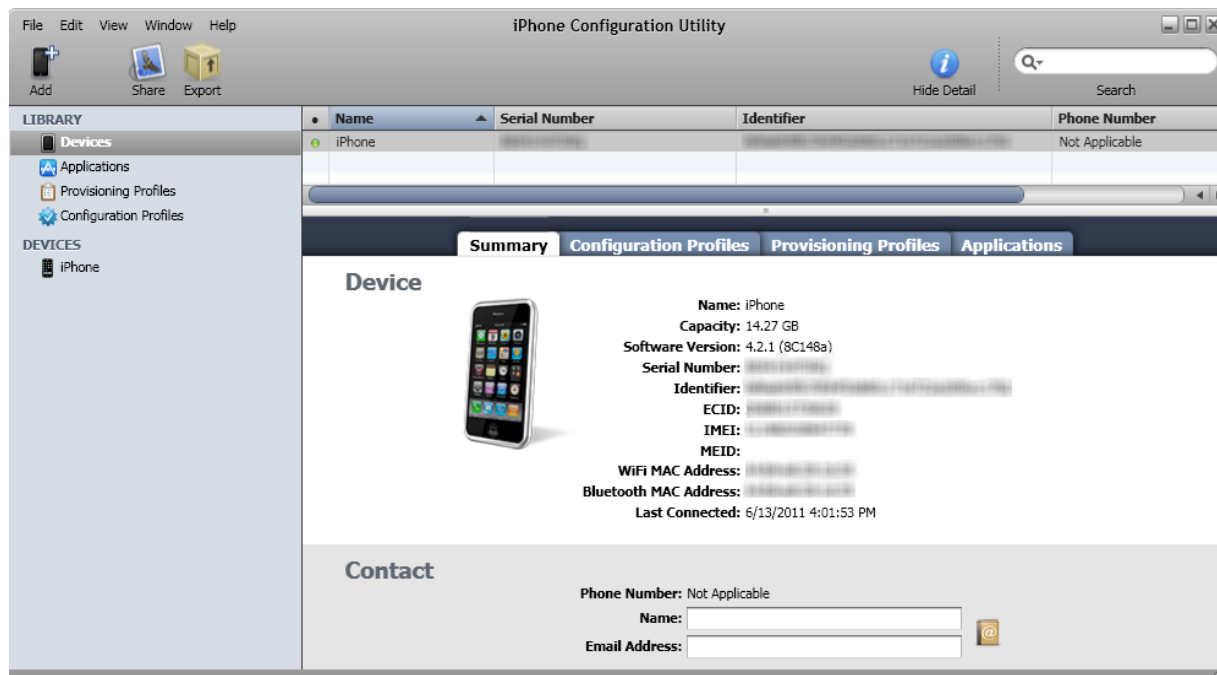 File Edit View Window Help iPhone Configuration Utility
Add Share Export Hide Detail Search
LIBRARY
Devices
Applications
Provisioning Profiles
Configuration Profiles
DEVICES
iPhone
Name Serial Number Identifier Phone Number
iPhone Not Applicable
Summary Configuration Profiles Provisioning Profiles Applications
Device
Name: iPhone
Capacity: 14.27 GB
Software Version: 4.2.1 (8C148a)
Serial Number:
Identifier:
ECID:
IMEI:
MEID:
WiFi MAC Address:
Bluetooth MAC Address:
Last Connected: 6/13/2011 4:01:53 PM
Contact
Phone Number: Not Applicable
Name:
Email Address: